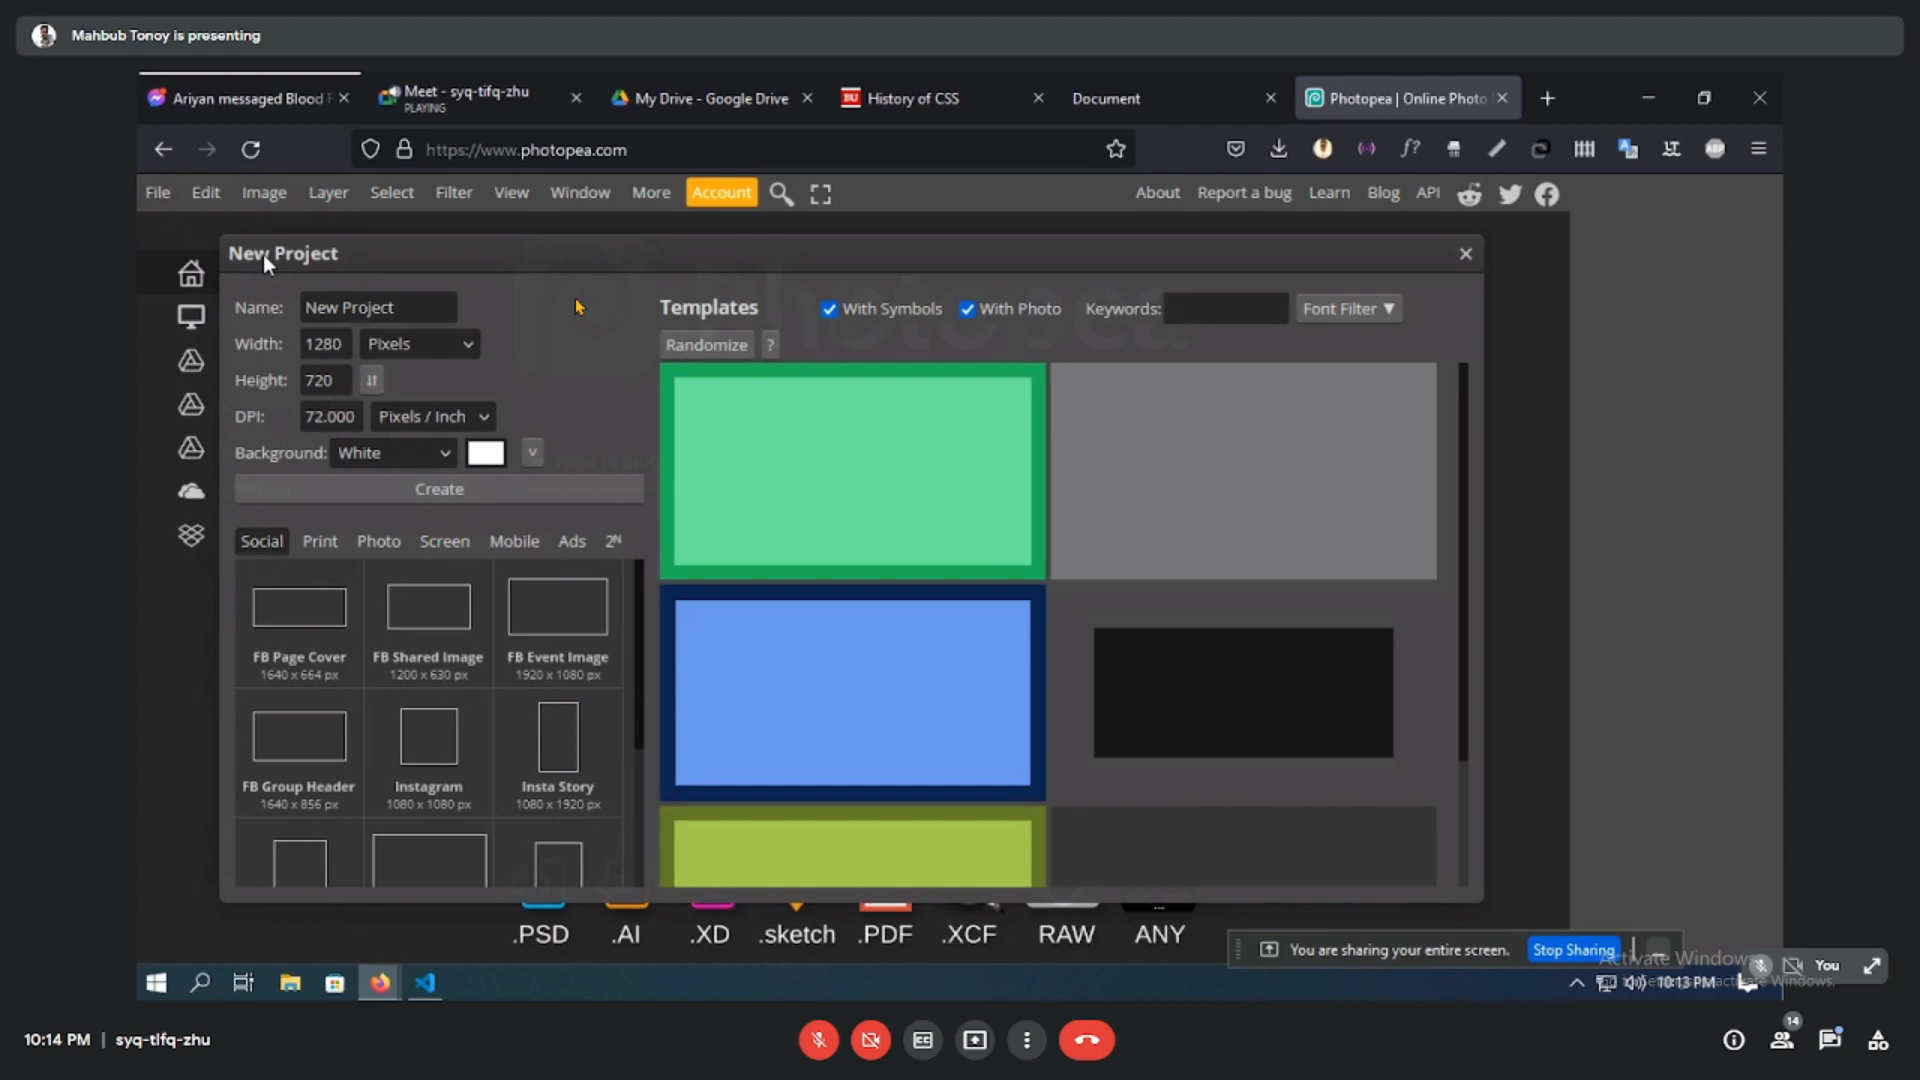 Mahbub Tonoy is presenting
Ariyan messaged Blood F
Meet - syq-tifq-zhu
PLAYING
My Drive - Google Drive
History of CSS
Document
Photopea | Online Photo
https://www.photopea.com
File Edit Image Layer Select Filter View Window More Account
About Report a bug Learn Blog API
New Project
Name: New Project
Width: 1280 Pixels
Height: 720
DPI: 72.000 Pixels / Inch
Background: White
Create
Templates With Symbols With Photo Keywords: Font Filter ▼
Randomize ?
Social Print Photo Screen Mobile Ads 2ᴺ
FB Page Cover
1640 x 664 px
FB Shared Image
1200 x 630 px
FB Event Image
1920 x 1080 px
FB Group Header
1640 x 856 px
Instagram
1080 x 1080 px
Insta Story
1080 x 1920 px
.PSD .AI .XD .sketch .PDF .XCF RAW ANY
You are sharing your entire screen. Stop Sharing
Activate Windows
You
10:13 PM
10:14 PM | syq-tifq-zhu
14